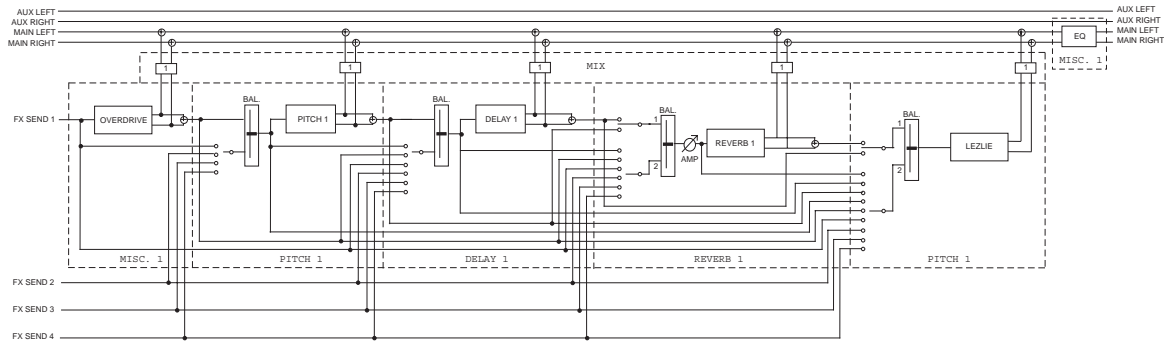 AUX LEFT
AUX LEFT
AUX RIGHT
AUX RIGHT
MAIN LEFT
MAIN LEFT
MAIN RIGHT
MAIN RIGHT
EQ
MISC. 1
MIX
1
1
1
1
1
FX SEND 1
OVERDRIVE
BAL.
PITCH 1
BAL.
DELAY 1
BAL.
1
2
AMP
REVERB 1
BAL.
1
2
LEZLIE
MISC. 1
PITCH 1
DELAY 1
REVERB 1
PITCH 1
FX SEND 2
FX SEND 3
FX SEND 4